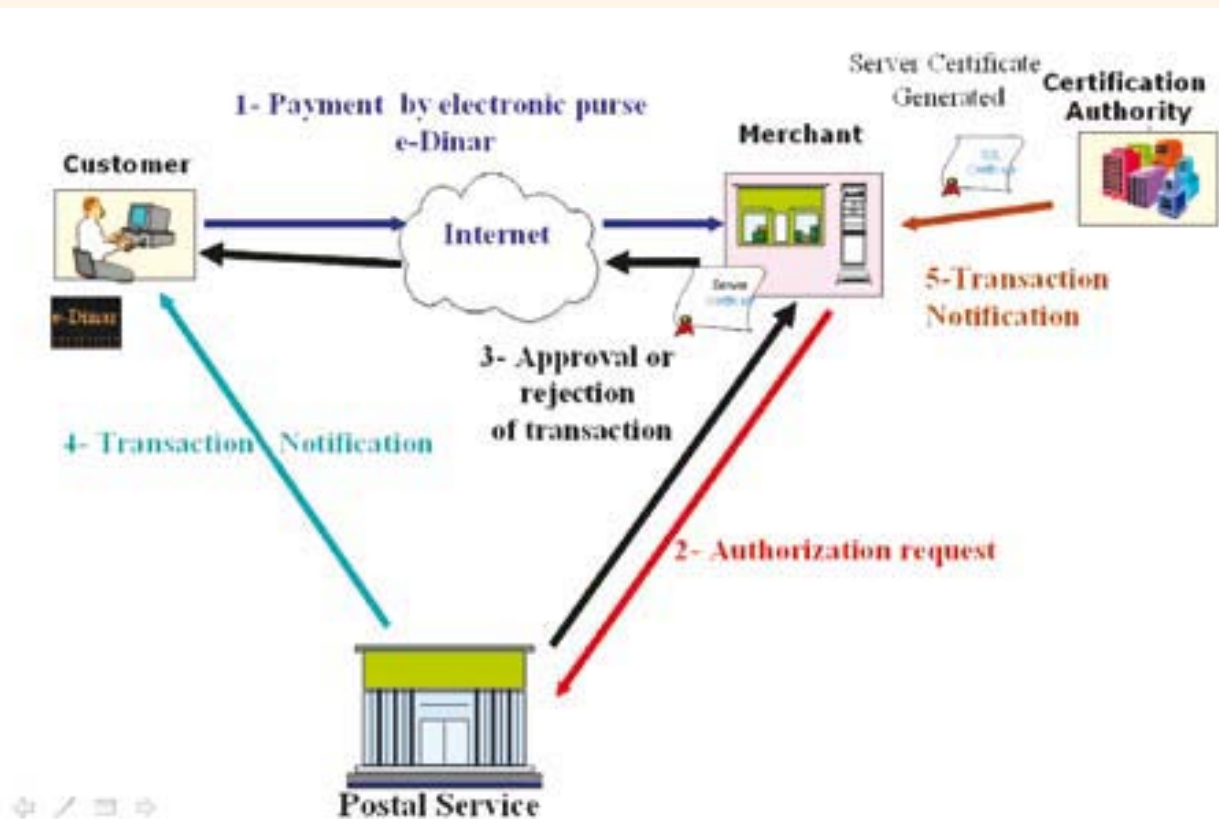 Server Certificate
Generated
Certification
Authority
1- Payment by electronic purse
e-Dinar
Merchant
Customer
Internet
Server
e-Dinar
5-Transaction
Notification
3- Approval or
rejection
of transaction
4- Transaction Notification
2- Authorization request
Postal Service